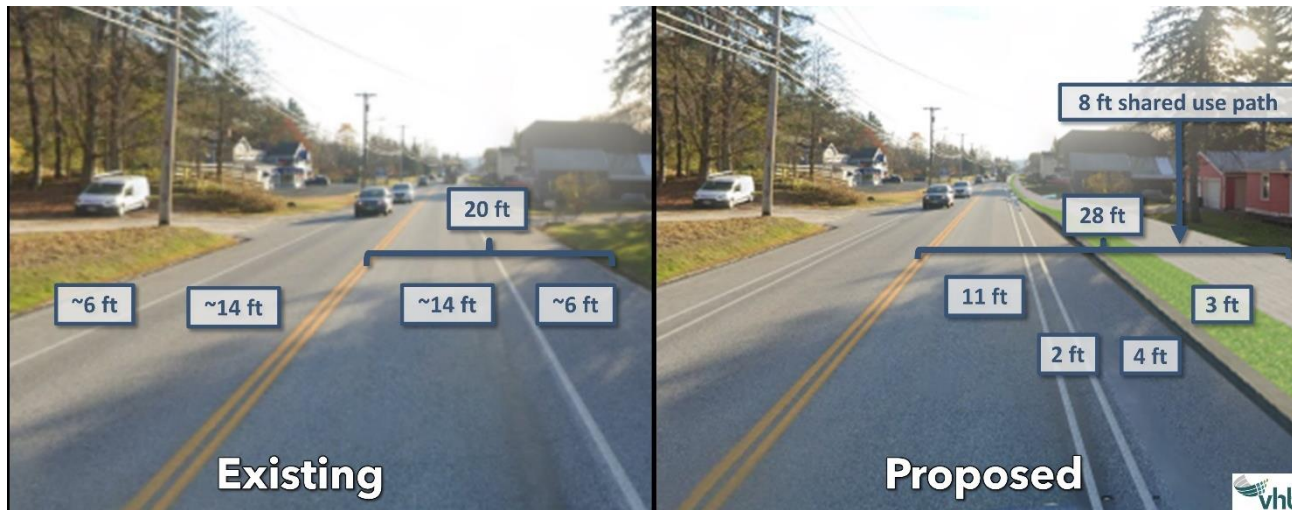 20 ft
~6 ft
~14 ft
~14 ft
~6 ft
Existing
8 ft shared use path
28 ft
11 ft
3 ft
2 ft
4 ft
Proposed
vhb